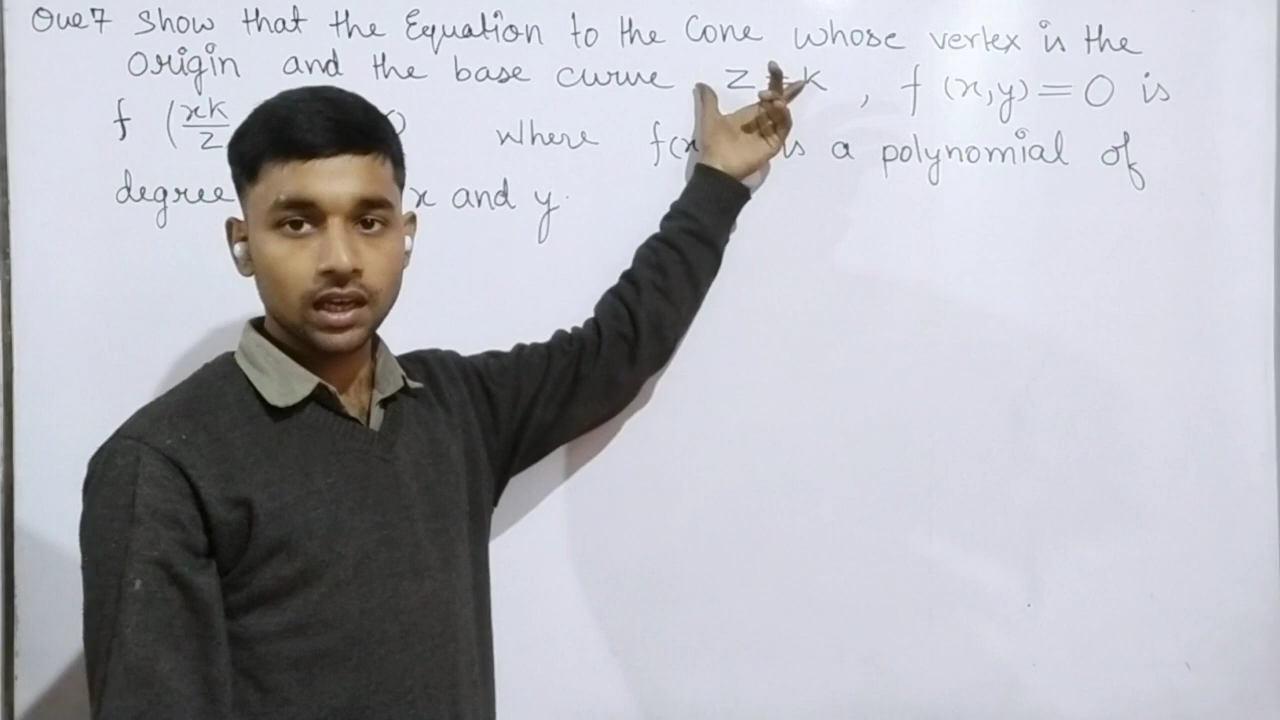 Que7 Show that the Equation to the Cone whose vertex is the
Origin and the base curve z = k , f (x,y) = 0 is
f (xk/z 0 where f(x is a polynomial of
degree x and y.